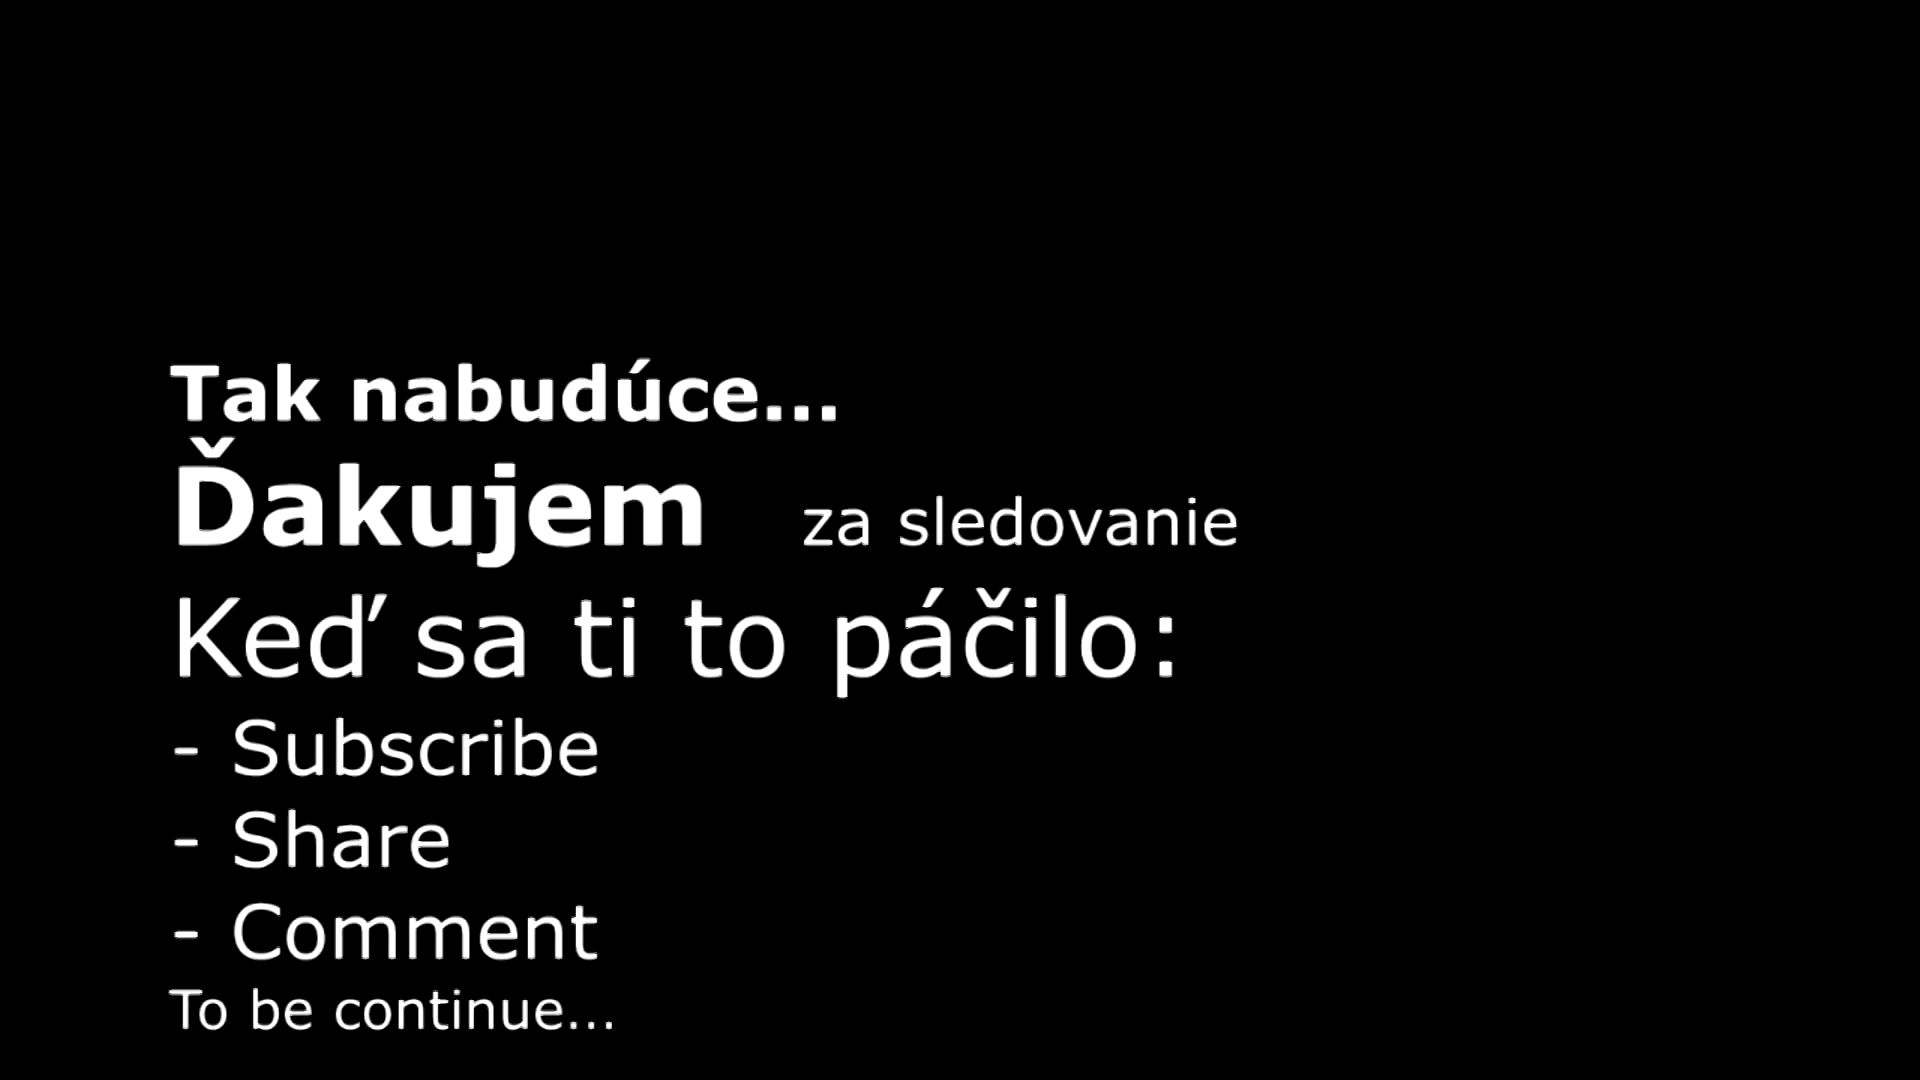 Tak nabudúce...
Ďakujem za sledovanie
Keď sa ti to páčilo:
- Subscribe
- Share
- Comment
To be continue...